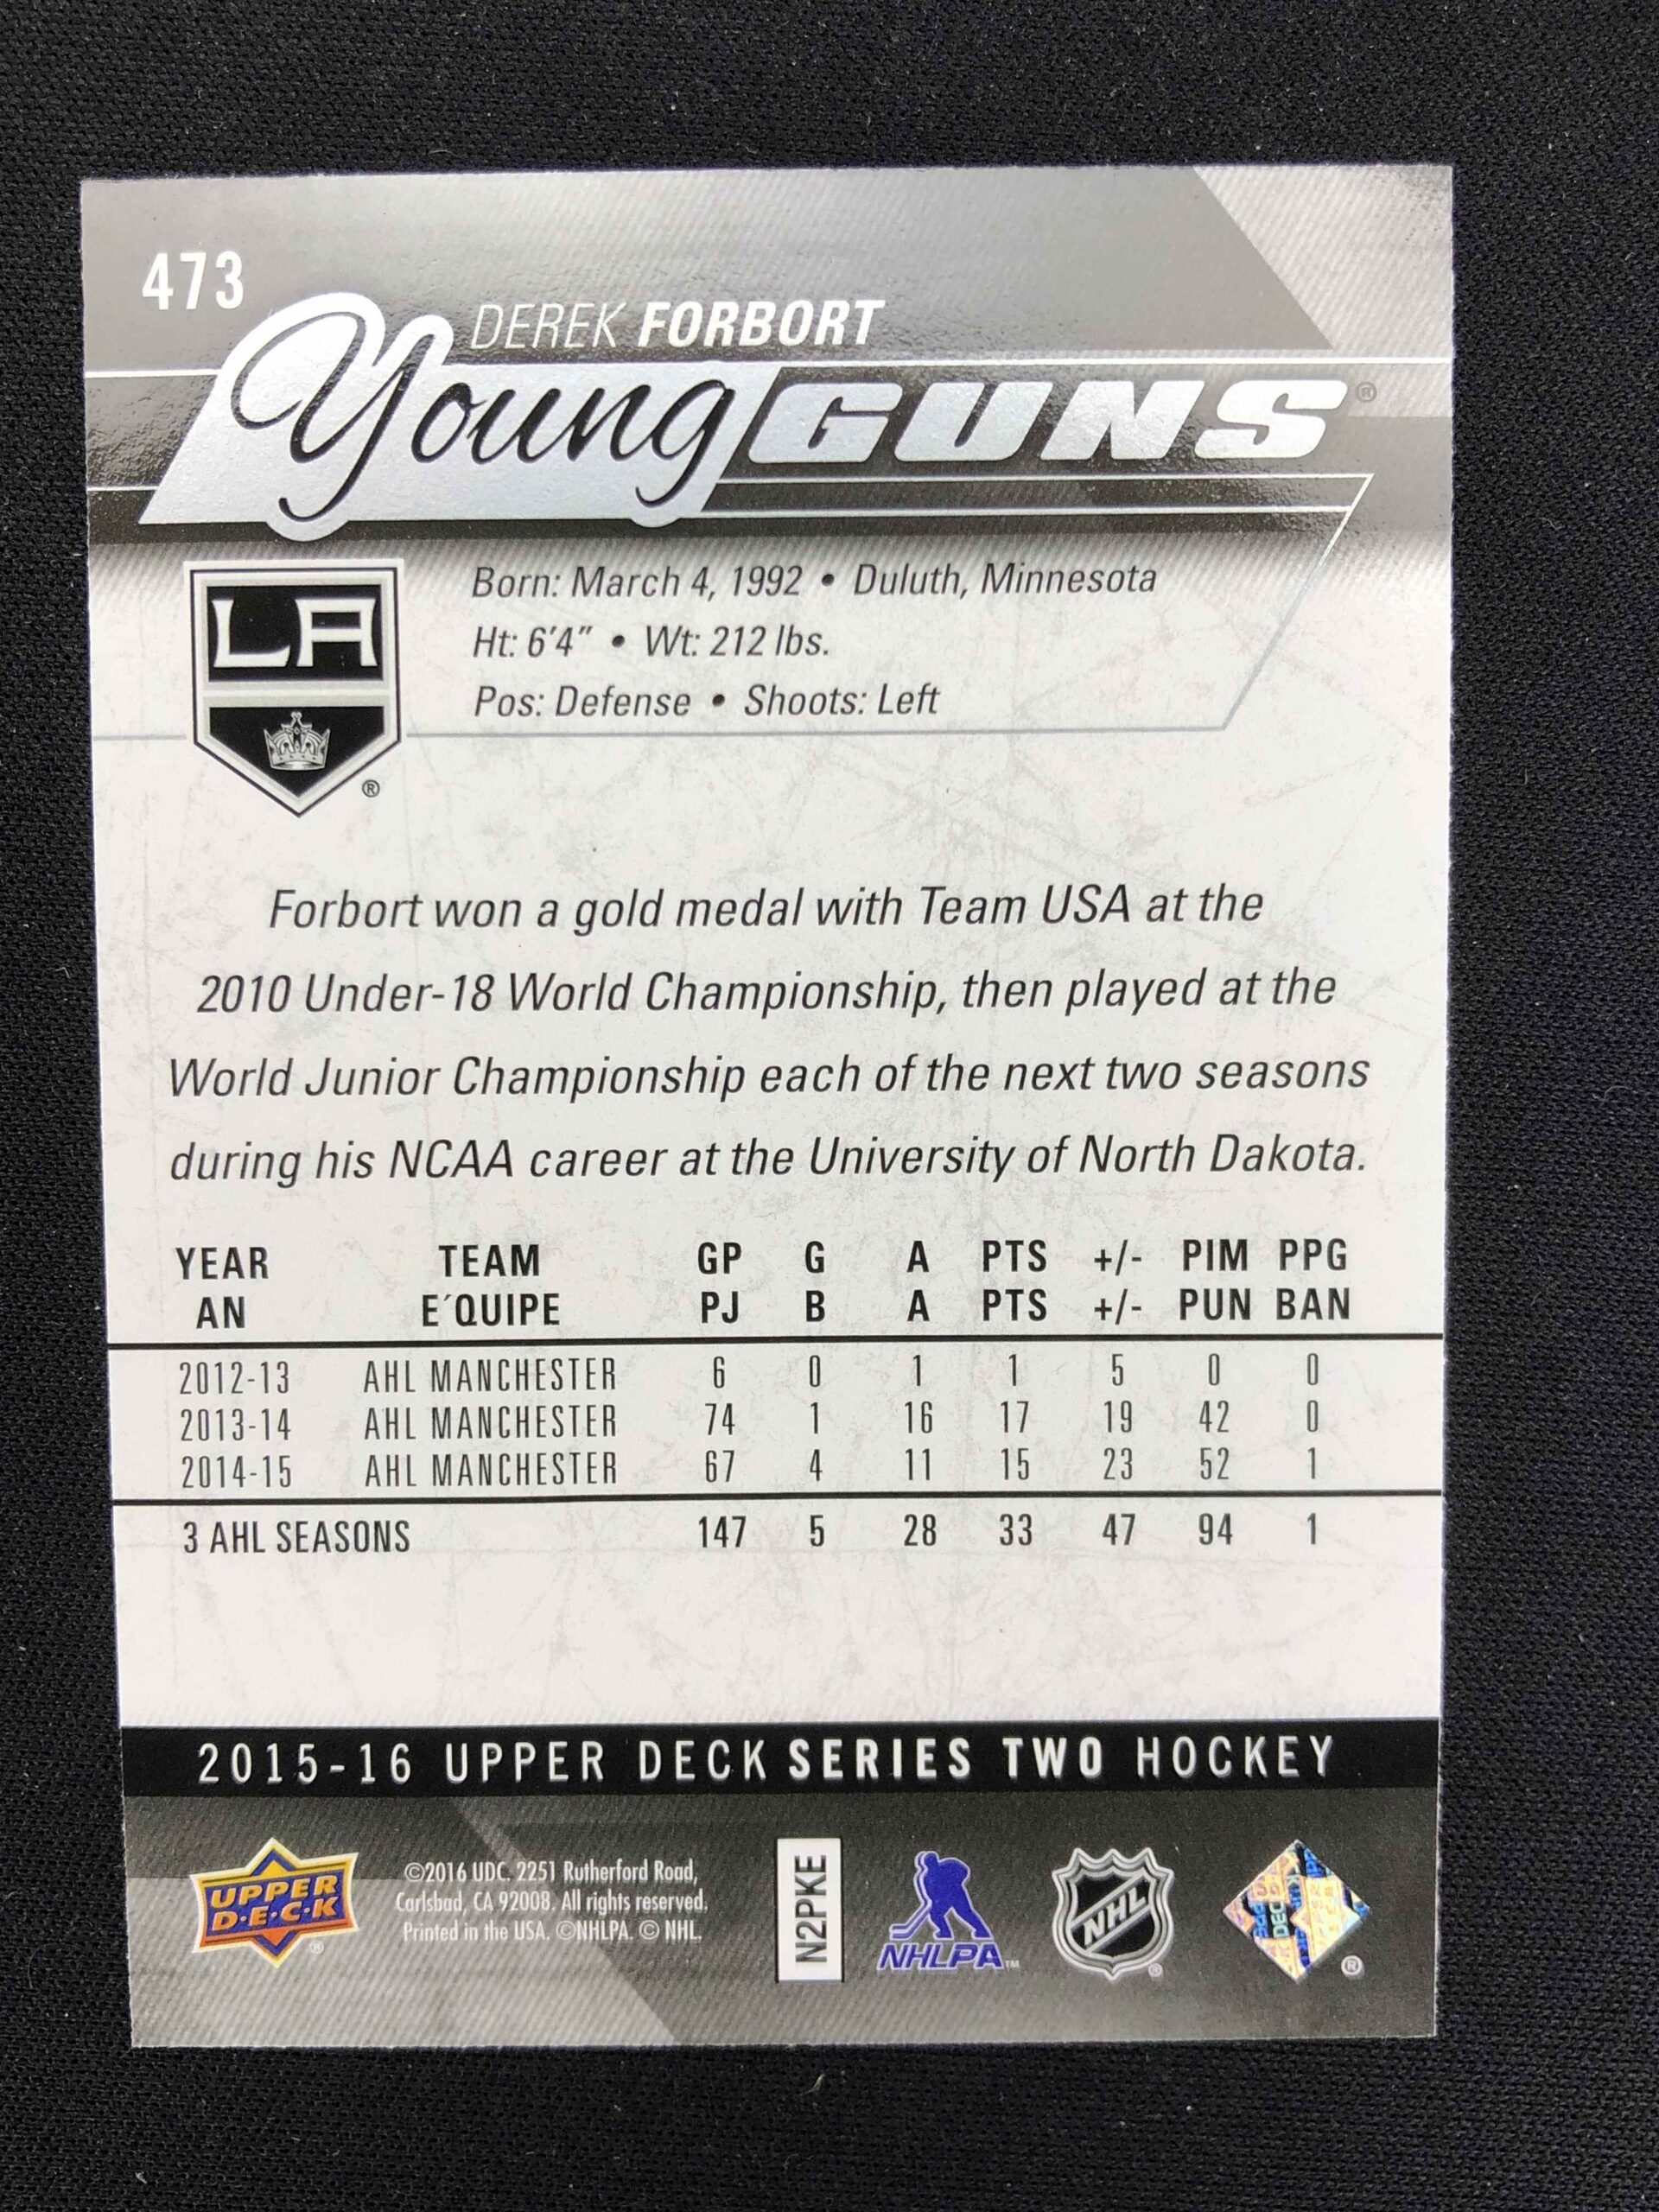 473
DEREK FORBORT
Young GUNS®
LA
®
Born: March 4, 1992 • Duluth, Minnesota
Ht: 6'4" • Wt: 212 lbs.
Pos: Defense • Shoots: Left
Forbort won a gold medal with Team USA at the
2010 Under-18 World Championship, then played at the
World Junior Championship each of the next two seasons
during his NCAA career at the University of North Dakota.
YEAR TEAM GP G A PTS +/- PIM PPG
AN E´QUIPE PJ B A PTS +/- PUN BAN
2012-13 AHL MANCHESTER 6 0 1 1 5 0 0
2013-14 AHL MANCHESTER 74 1 16 17 19 42 0
2014-15 AHL MANCHESTER 67 4 11 15 23 52 1
3 AHL SEASONS 147 5 28 33 47 94 1
2015-16 UPPER DECK SERIES TWO HOCKEY
UPPER
D·E·C·K
®
©2016 UDC. 2251 Rutherford Road,
Carlsbad, CA 92008. All rights reserved.
Printed in the USA. ©NHLPA. © NHL.
N2PKE
NHLPA™
NHL
®
®